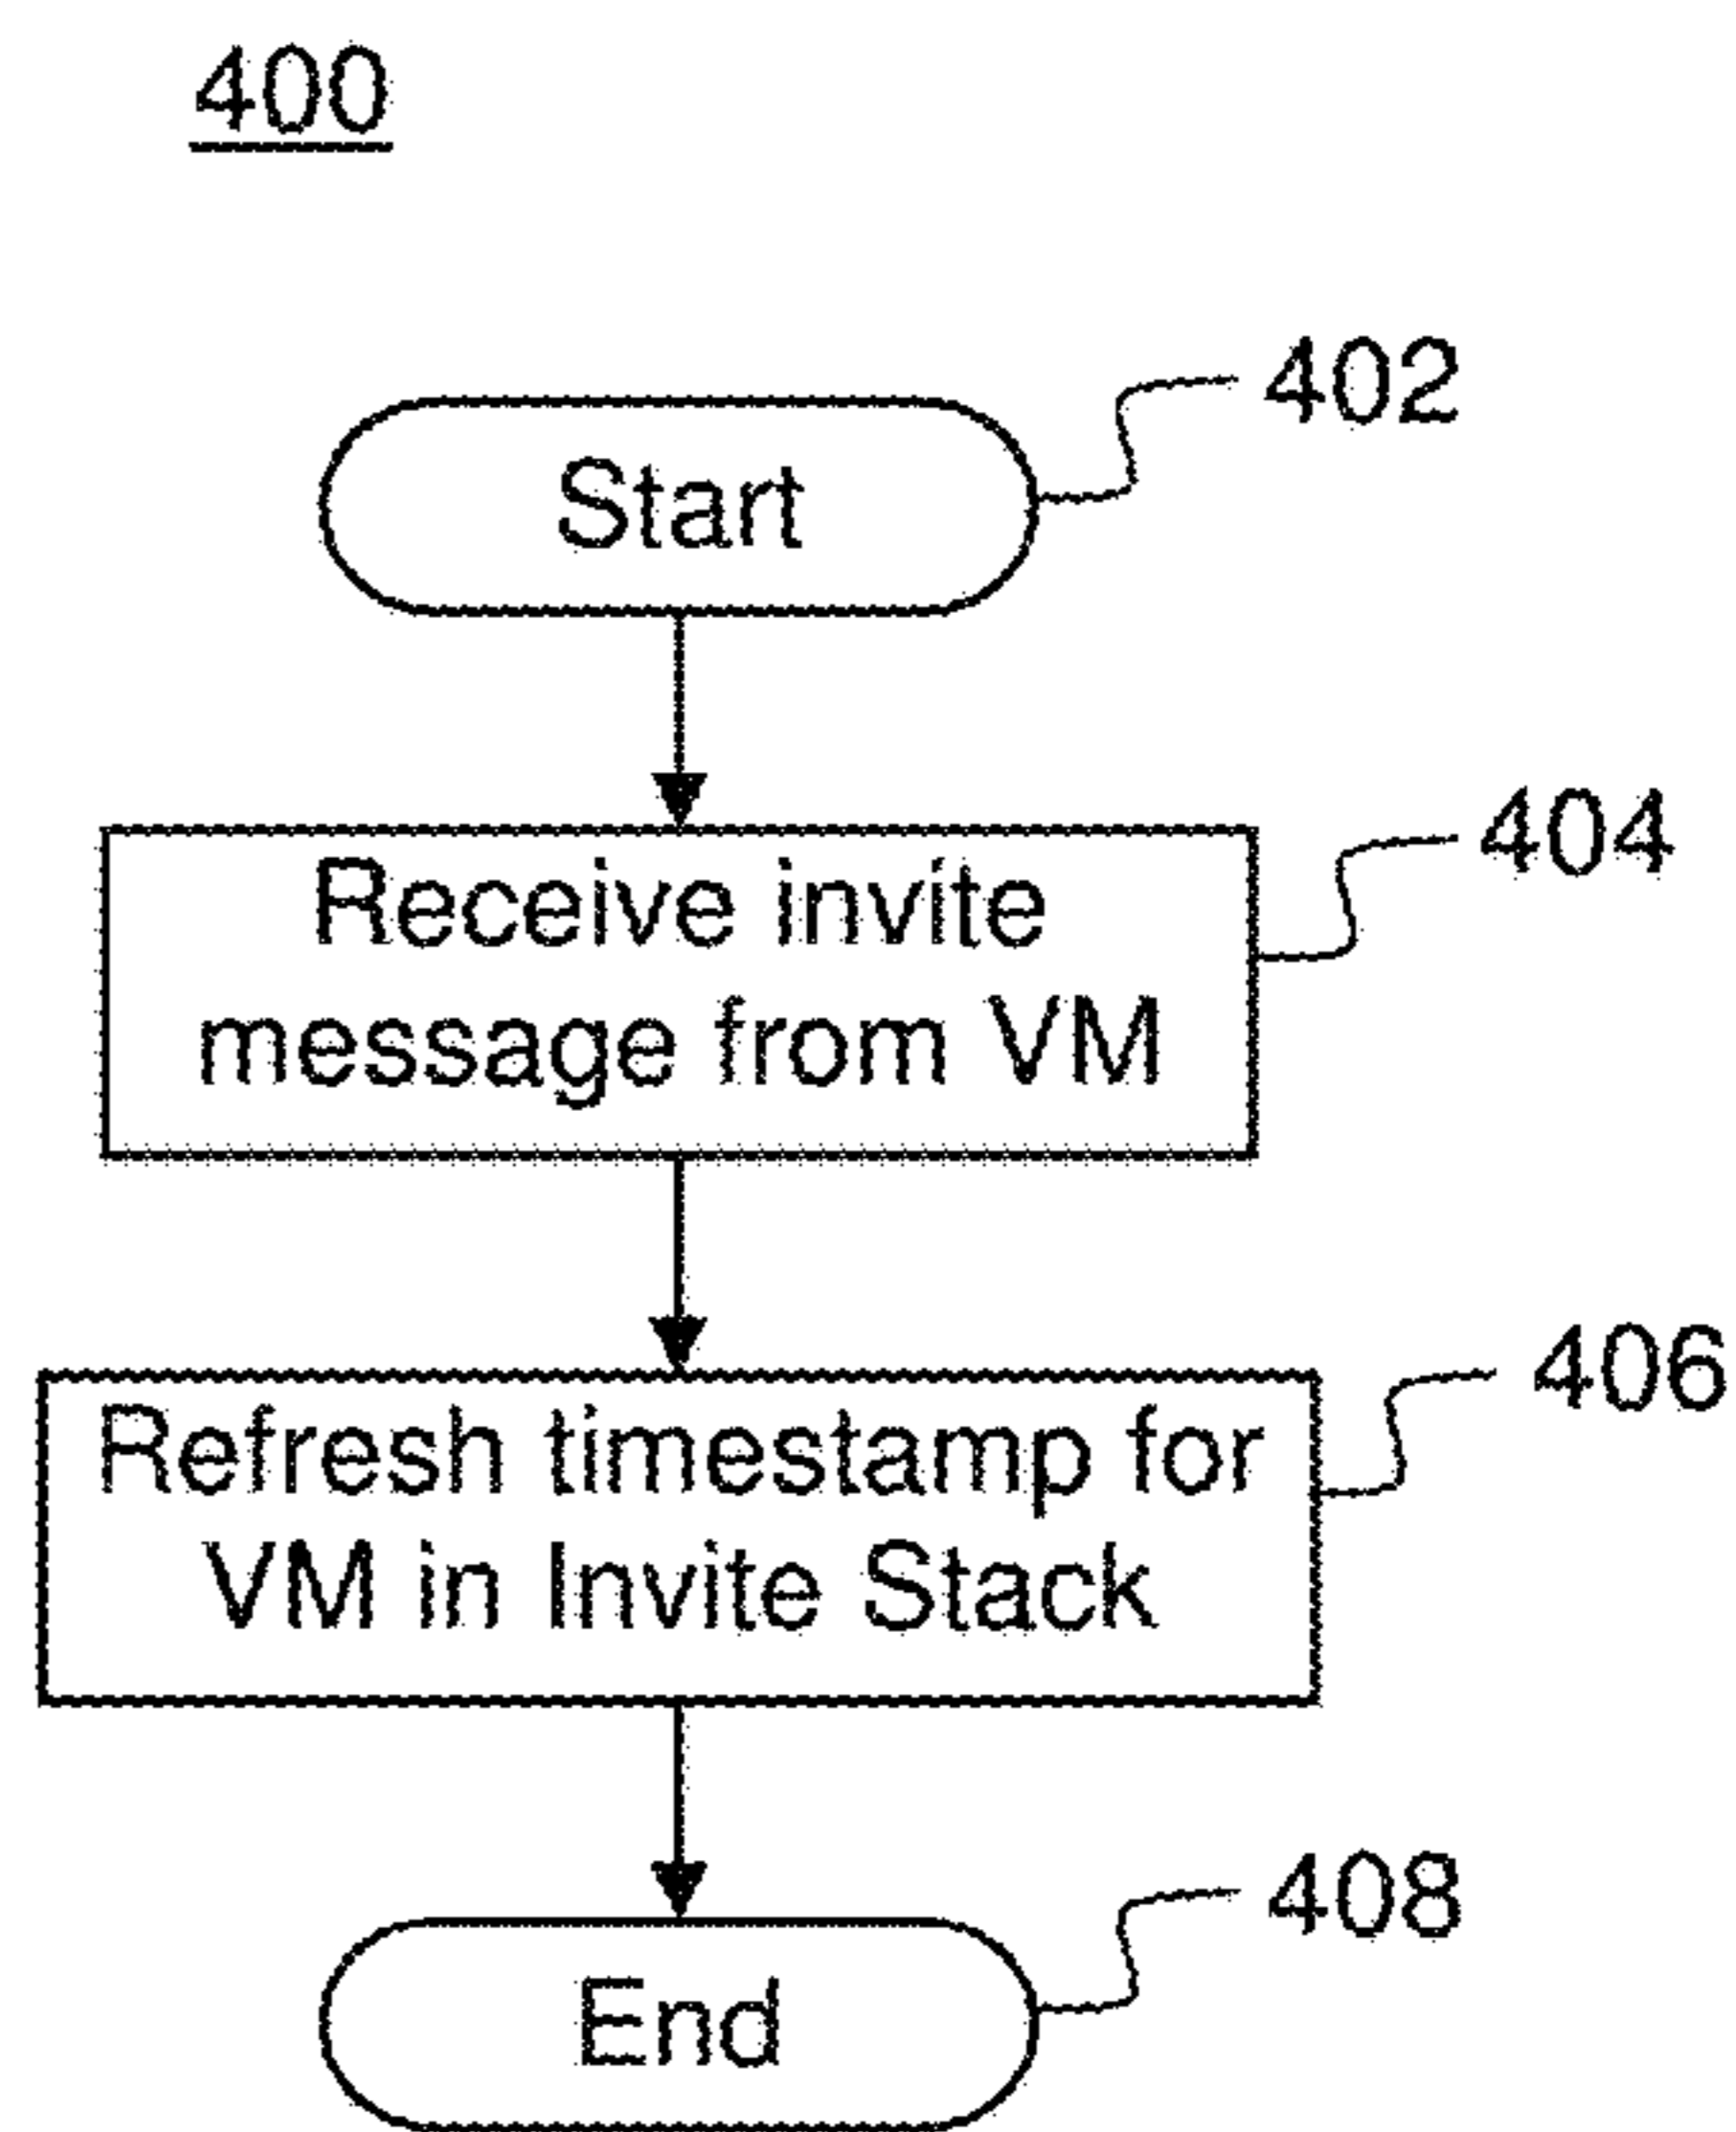 400
402
Start
404
Receive invite
message from VM
406
Refresh timestamp for
VM in Invite Stack
408
End